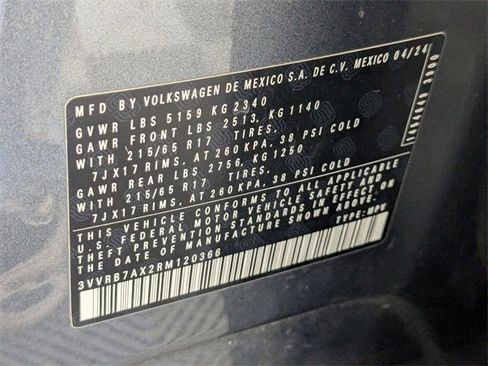 MFD BY VOLKSWAGEN DE MEXICO S.A. DE C.V. MEXICO 04/24
GVWR LBS 5159 KG 2340
GAWR FRONT LBS 2513, KG 1140
WITH 215/65 R17 TIRES,
7JX17 RIMS, AT 260 KPA, 38 PSI COLD
GAWR REAR LBS 2756, KG 1250
WITH 215/65 R17 TIRES,
7JX17 RIMS, AT 260 KPA, 38 PSI COLD
THIS VEHICLE CONFORMS TO ALL APPLICABLE
U.S. FEDERAL MOTOR VEHICLE SAFETY AND
THEFT PREVENTION STANDARDS IN EFFECT ON
THE DATE OF MANUFACTURE SHOWN ABOVE.
3VVRB7AX2RM120366 TYPE: MPV